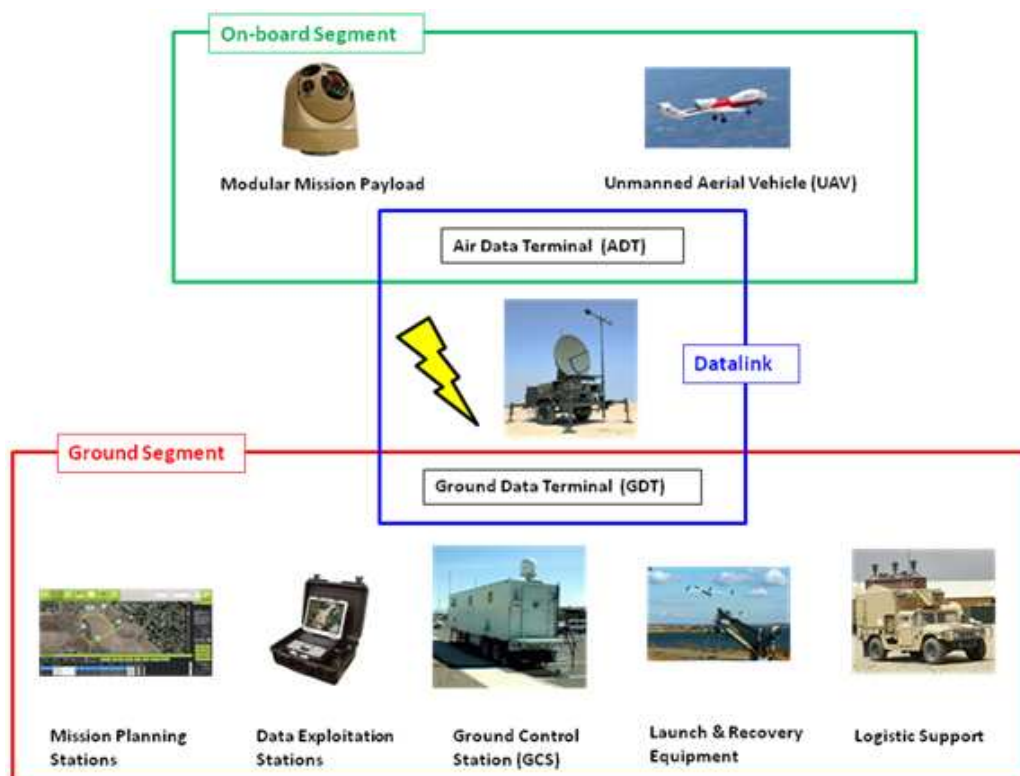 On-board Segment
Modular Mission Payload
Unmanned Aerial Vehicle (UAV)
Air Data Terminal (ADT)
Datalink
Ground Segment
Ground Data Terminal (GDT)
Mission Planning
Stations
Data Exploitation
Stations
Ground Control
Station (GCS)
Launch & Recovery
Equipment
Logistic Support